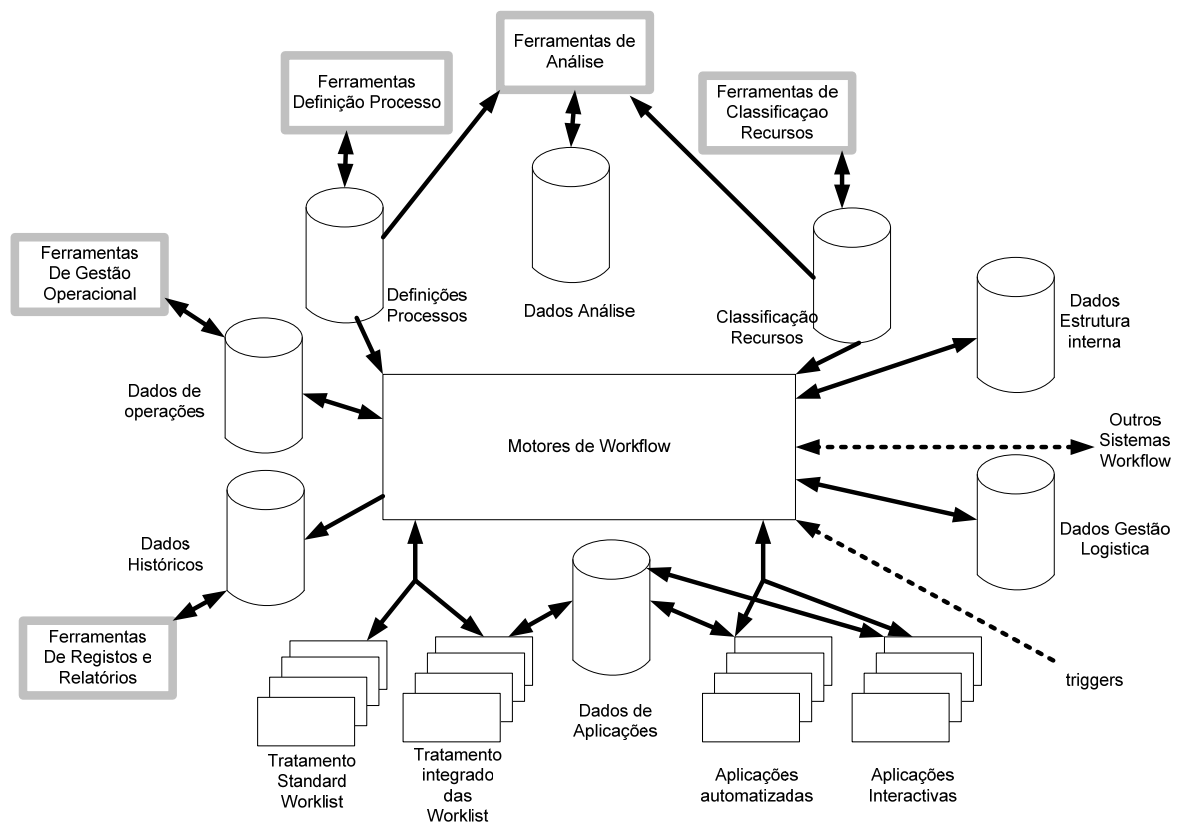 Ferramentas de
Análise
Ferramentas
Definição Processo
Ferramentas de
Classificaçao
Recursos
Ferramentas
De Gestão
Operacional
Definições
Processos
Dados Análise
Classificação
Recursos
Dados
Estrutura
interna
Dados de
operações
Motores de Workflow
Outros
Sistemas
Workflow
Dados
Históricos
Dados Gestão
Logistica
Ferramentas
De Registos e
Relatórios
triggers
Dados de
Aplicações
Tratamento
Standard
Worklist
Tratamento
integrado
das
Worklist
Aplicações
automatizadas
Aplicações
Interactivas